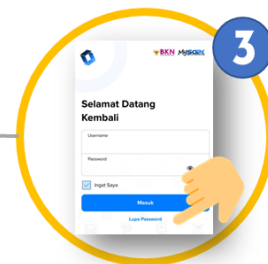 3
BKN MySAPK
Selamat Datang
Kembali
Username
Password
Ingat Saya
Masuk
Lupa Password